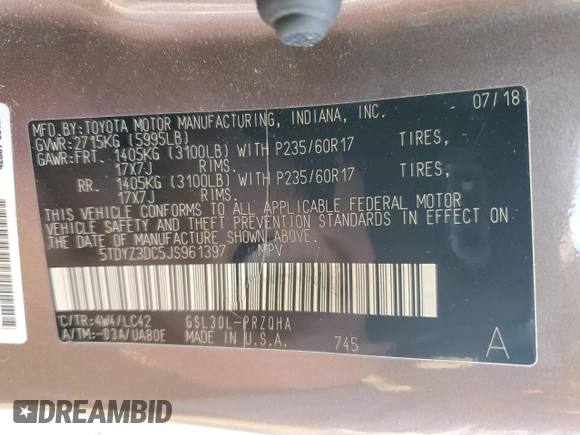 MFD.BY:TOYOTA MOTOR MANUFACTURING, INDIANA, INC. 07/18
GVWR:2715KG (5995LB)
GAWR:FRT. 1405KG (3100LB) WITH P235/60R17 TIRES,
17X7J RIMS.
RR. 1405KG (3100LB) WITH P235/60R17 TIRES,
17X7J RIMS.
THIS VEHICLE CONFORMS TO ALL APPLICABLE FEDERAL MOTOR
VEHICLE SAFETY AND THEFT PREVENTION STANDARDS IN EFFECT ON
THE DATE OF MANUFACTURE SHOWN ABOVE.
5TDYZ3DC5JS961397 MPV
C/TR:4W4/LC42 GSL30L-PRZQHA
A/TM:-03A/UA80E MADE IN U.S.A. 745 A
DREAMBID